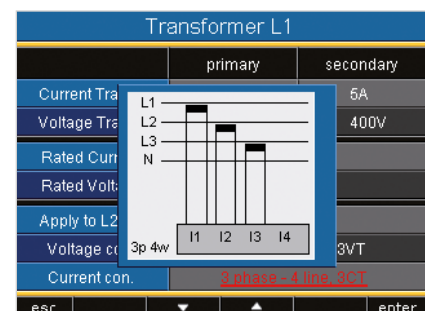 Transformer L1
primary secondary
Current Tra 5A
Voltage Tra 400V
Rated Curr
Rated Volt
Apply to L2
Voltage co 3VT
Current con. 3 phase - 4 line, 3CT
L1
L2
L3
N
3p 4w I1 I2 I3 I4
esc enter